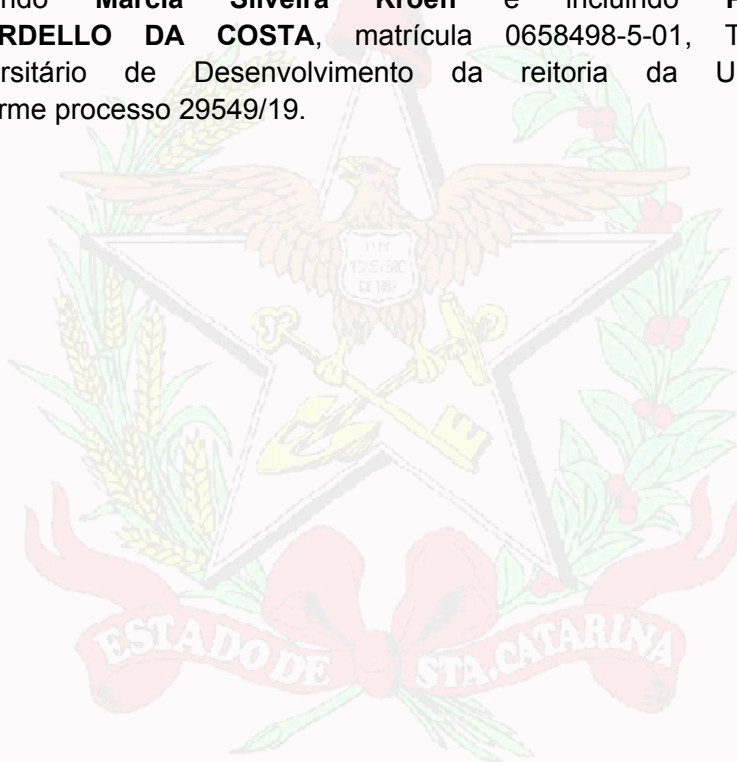 ndo Marcia Silveira Kroeff e incluindo
RDELLO DA COSTA, matrícula 0658498-5-01, T
rsitário de Desenvolvimento da reitoria da U
rme processo 29549/19.
ESTADO DE STA.CATARINA